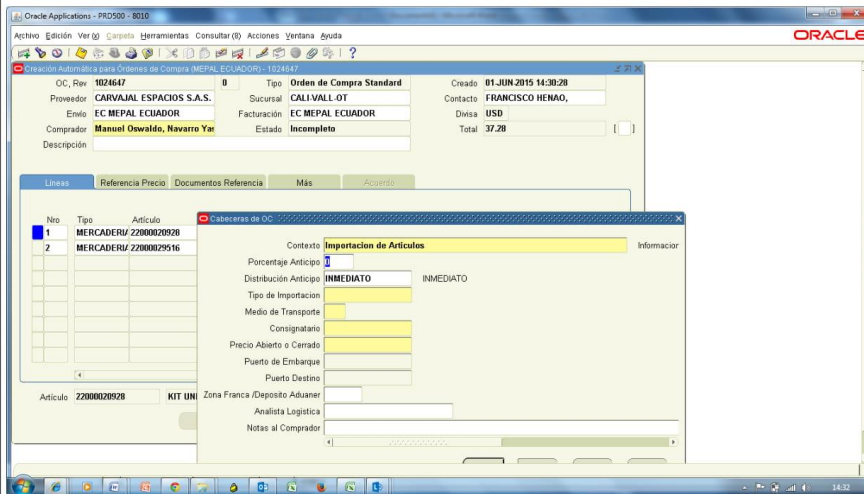 Oracle Applications - PRD500 - 8010
Archivo Edición Ver(x) Carpeta Herramientas Consultar(B) Acciones Ventana Ayuda
ORACLE
Creación Automática para Órdenes de Compra (MEPAL ECUADOR) - 1024647
OC, Rev 1024647 0 Tipo Orden de Compra Standard Creado 01-JUN-2015 14:30:28
Proveedor CARVAJAL ESPACIOS S.A.S. Sucursal CALI-VALL-OT Contacto FRANCISCO HENAO,
Envío EC MEPAL ECUADOR Facturación EC MEPAL ECUADOR Divisa USD
Comprador Manuel Oswaldo, Navarro Yas Estado Incompleto Total 37.28 [ ]
Descripción
Líneas Referencia Precio Documentos Referencia Más Acuerdo
Nro Tipo Artículo
1 MERCADERIA 22000020928
2 MERCADERIA 22000029516
Cabeceras de OC
Contexto Importacion de Articulos Informacior
Porcentaje Anticipo 0
Distribución Anticipo INMEDIATO INMEDIATO
Tipo de Importacion
Medio de Transporte
Consignatario
Precio Abierto o Cerrado
Puerto de Embarque
Puerto Destino
Zona Franca /Deposito Aduaner
Analista Logistica
Notas al Comprador
Artículo 22000020928 KIT UNI
14:32